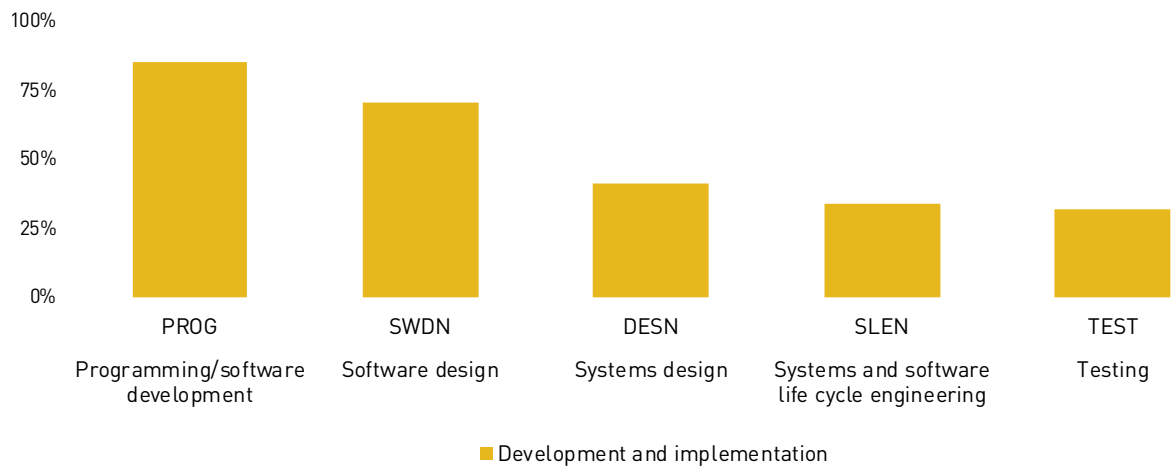 100%
75%
50%
25%
0%
PROG
SWDN
DESN
SLEN
TEST
Programming/software
development
Software design
Systems design
Systems and software
life cycle engineering
Testing
Development and implementation